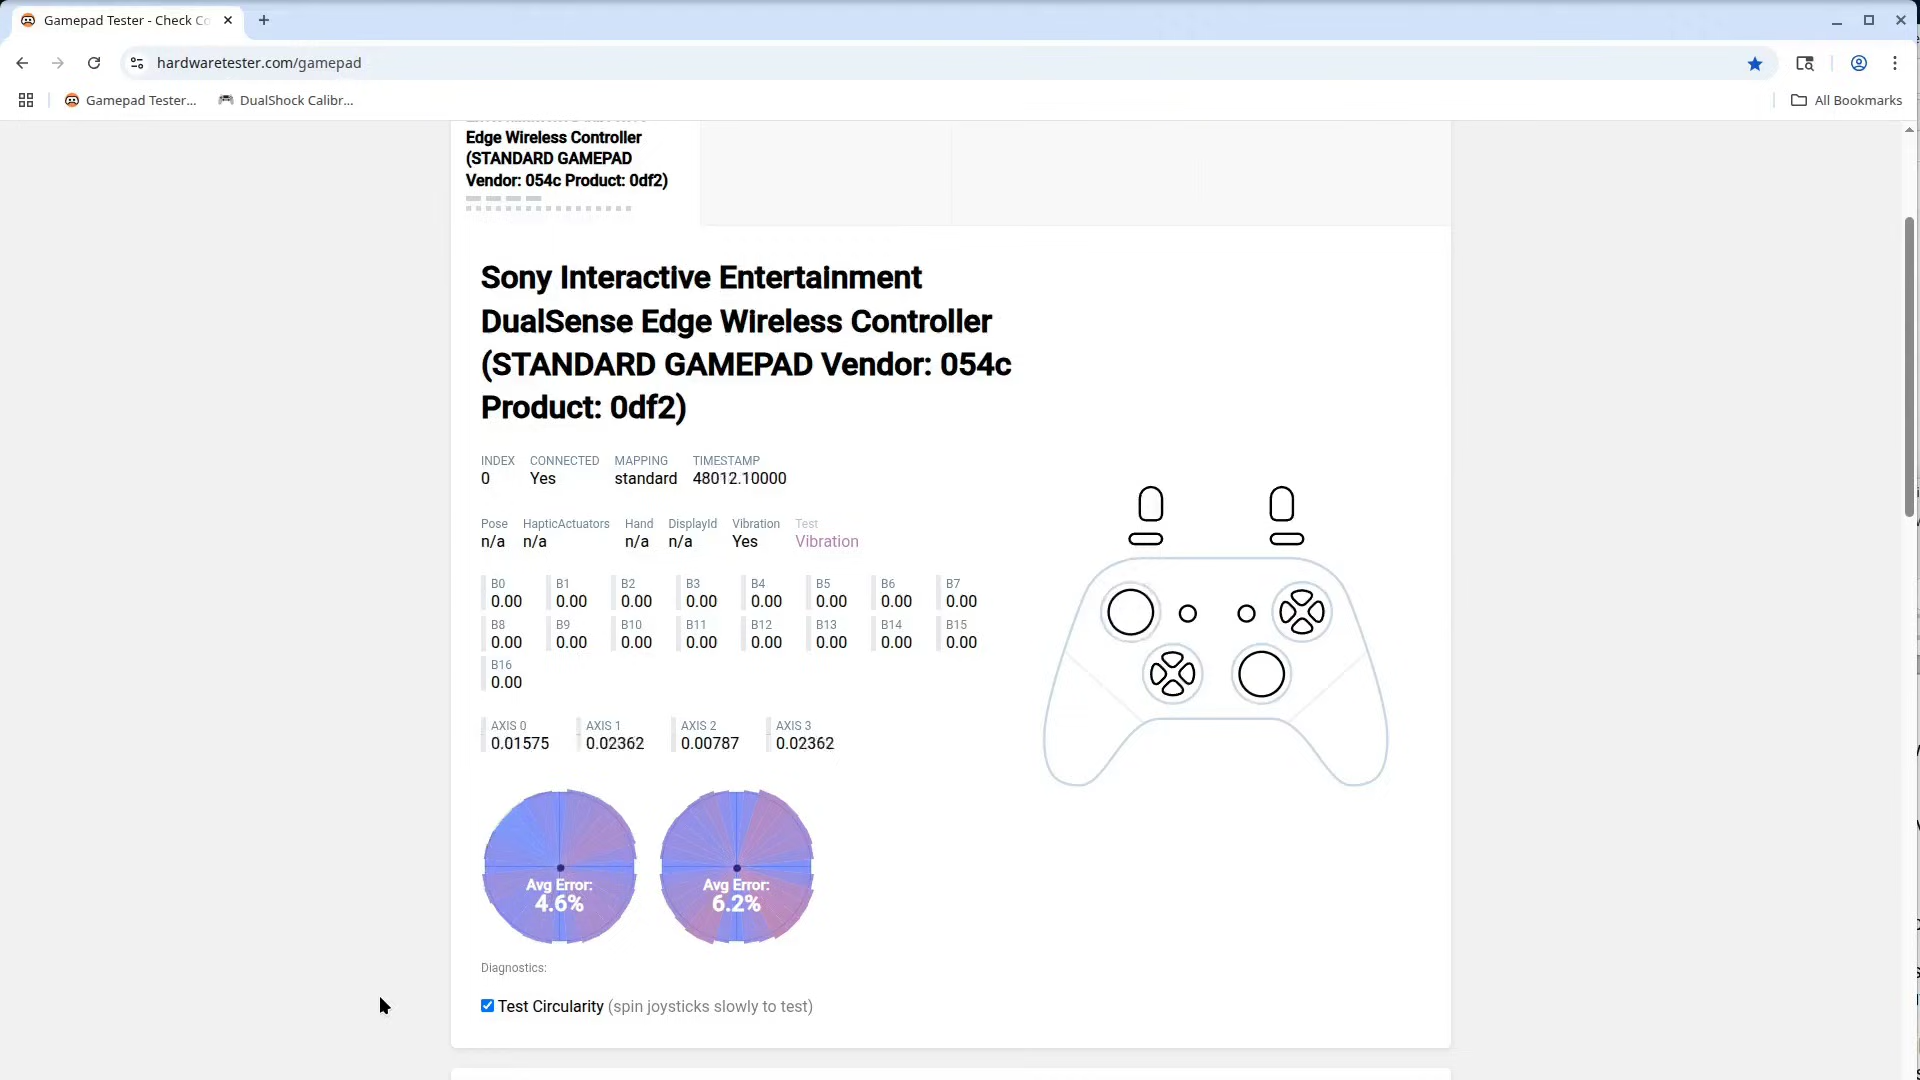 Gamepad Tester - Check Co
hardwaretester.com/gamepad
Gamepad Tester...
DualShock Calibr...
All Bookmarks
Edge Wireless Controller
(STANDARD GAMEPAD
Vendor: 054c Product: 0df2)
Sony Interactive Entertainment
DualSense Edge Wireless Controller
(STANDARD GAMEPAD Vendor: 054c
Product: 0df2)
INDEX CONNECTED MAPPING TIMESTAMP
0 Yes standard 48012.10000
Pose HapticActuators Hand DisplayId Vibration Test
n/a n/a n/a n/a Yes Vibration
B0 B1 B2 B3 B4 B5 B6 B7
0.00 0.00 0.00 0.00 0.00 0.00 0.00 0.00
B8 B9 B10 B11 B12 B13 B14 B15
0.00 0.00 0.00 0.00 0.00 0.00 0.00 0.00
B16
0.00
AXIS 0 AXIS 1 AXIS 2 AXIS 3
0.01575 0.02362 0.00787 0.02362
Avg Error: Avg Error:
4.6% 6.2%
Diagnostics:
Test Circularity (spin joysticks slowly to test)